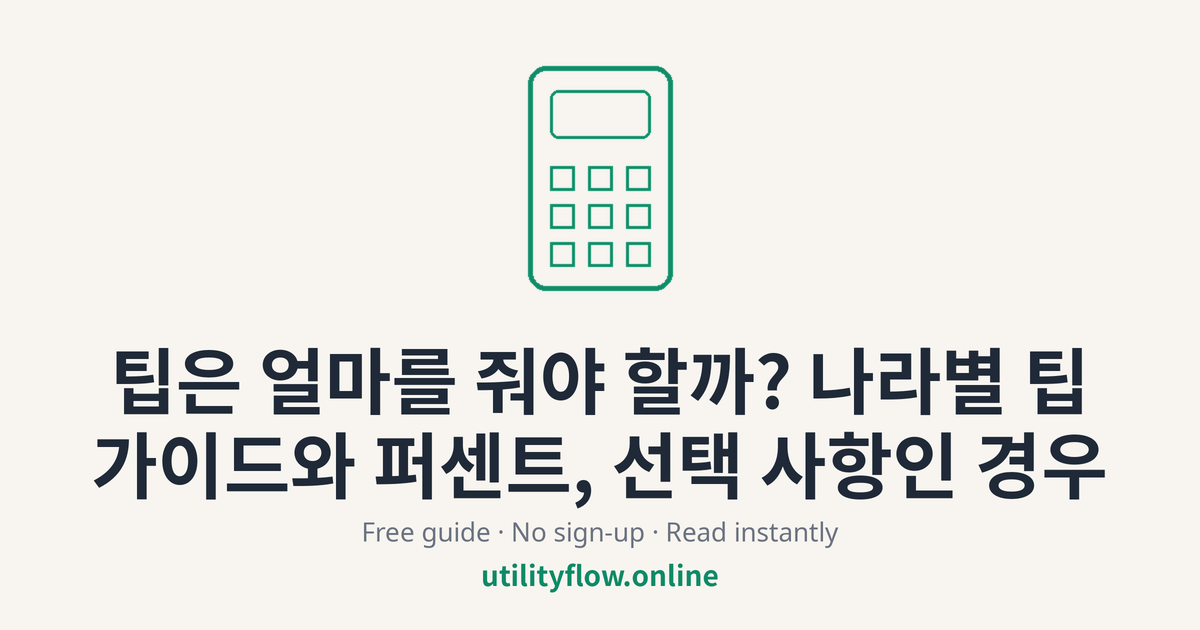 팁은 얼마를 줘야 할까? 나라별 팁
가이드와 퍼센트, 선택 사항인 경우
Free guide · No sign-up · Read instantly
utilityflow.online